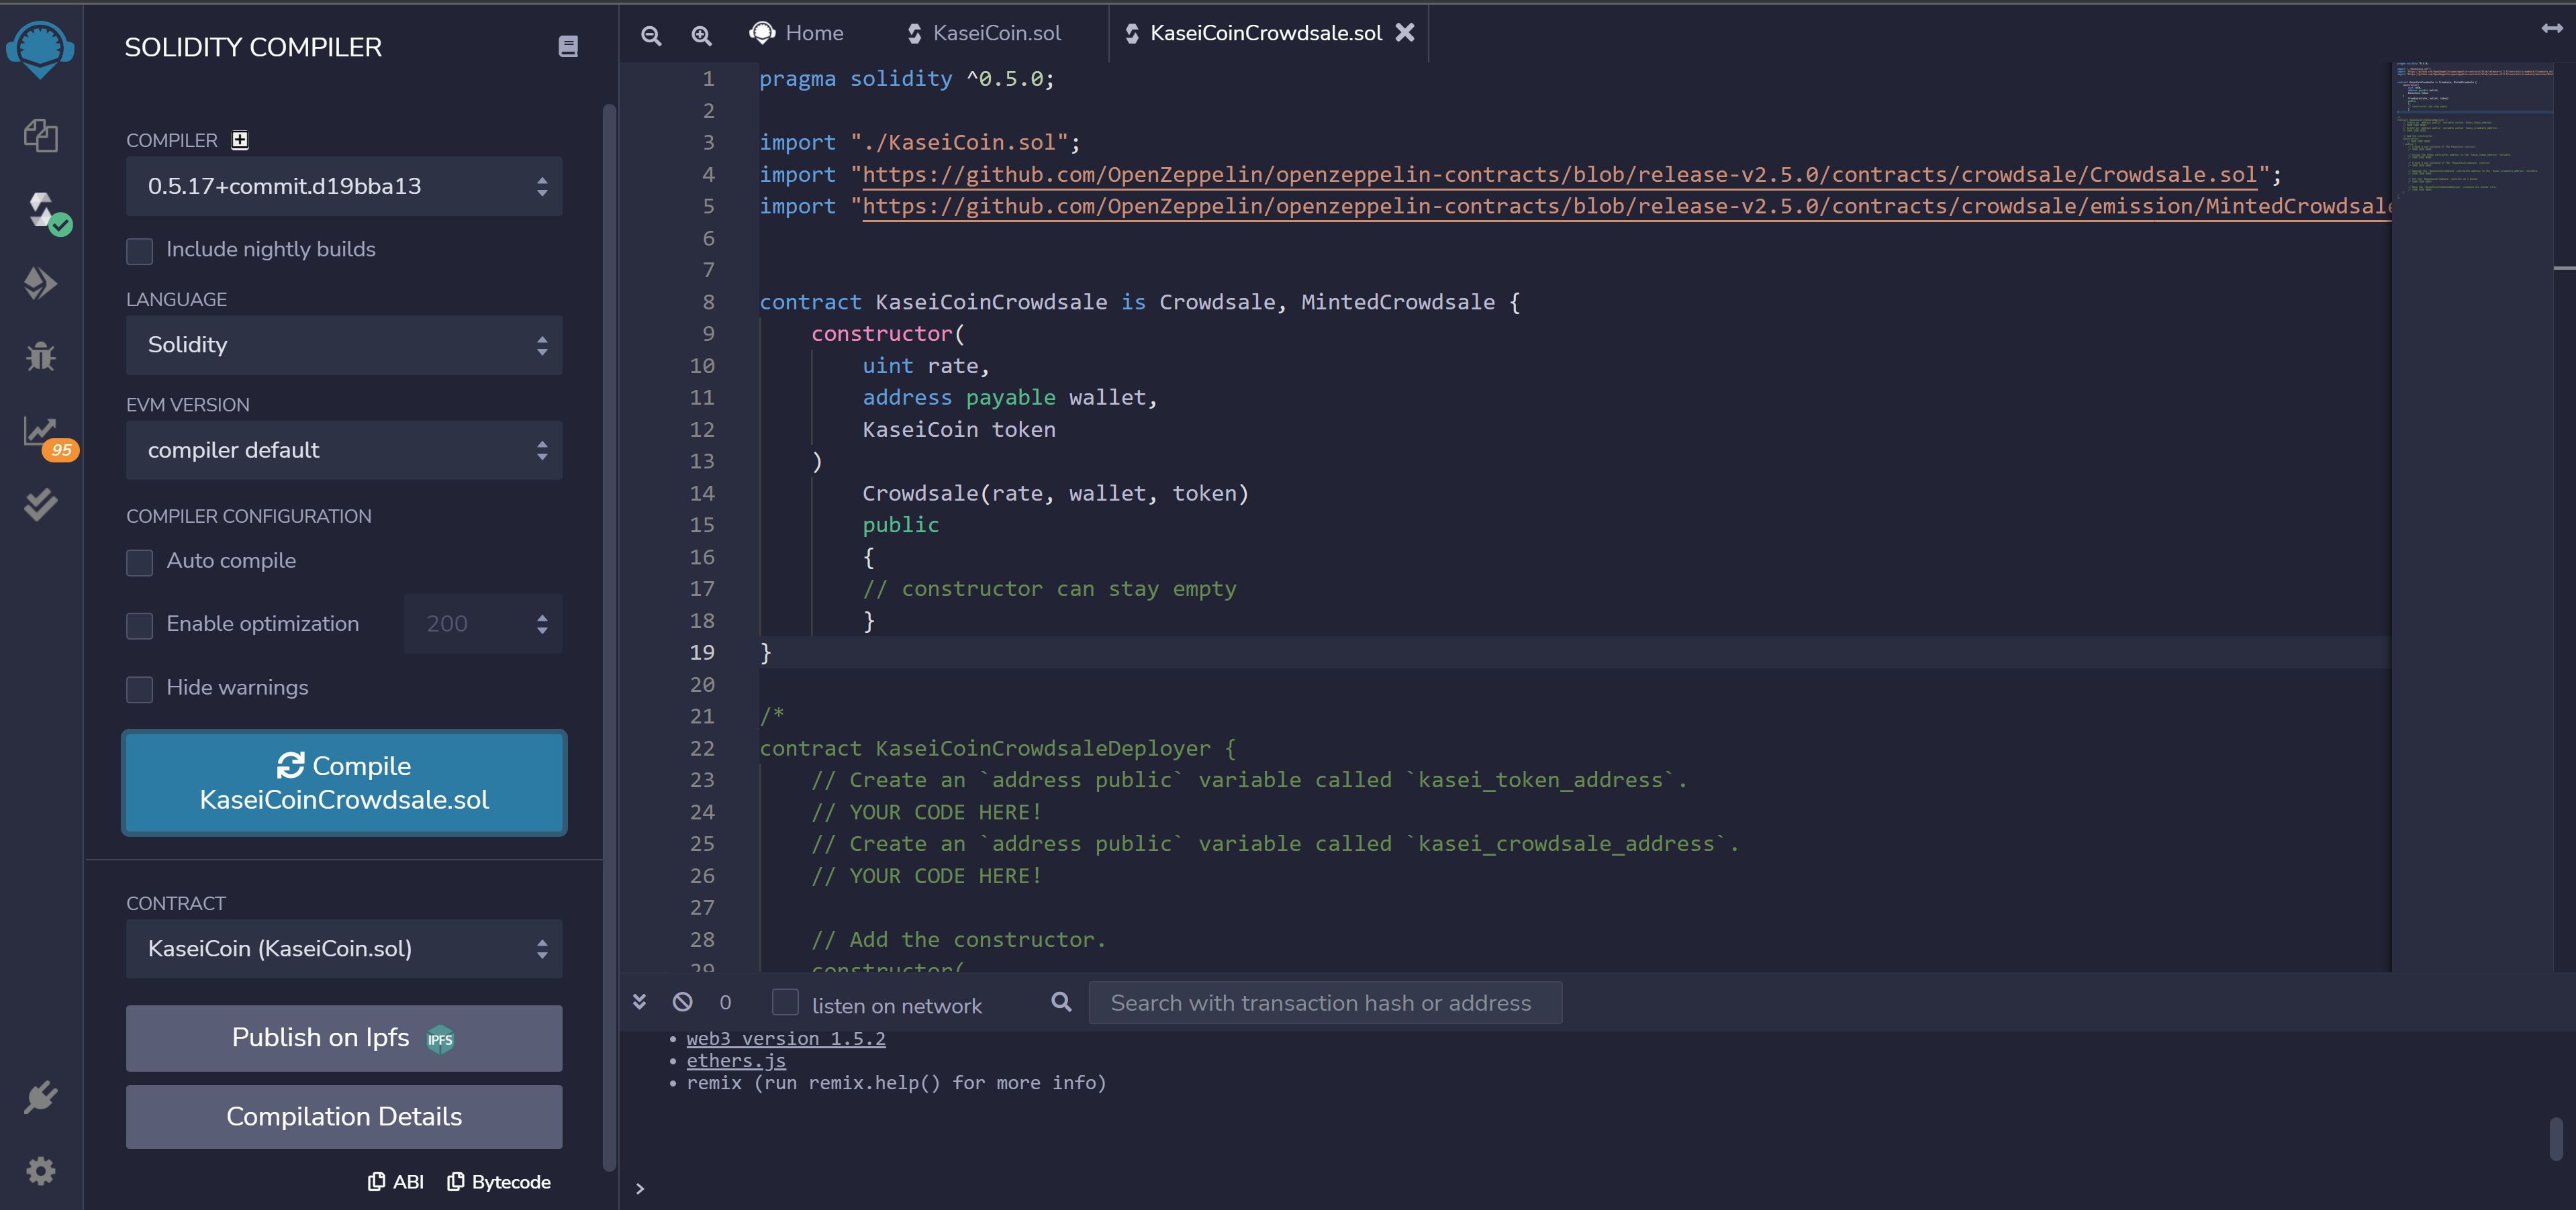 SOLIDITY COMPILER
COMPILER
0.5.17+commit.d19bba13
Include nightly builds
LANGUAGE
Solidity
EVM VERSION
compiler default
95
COMPILER CONFIGURATION
Auto compile
Enable optimization 200
Hide warnings
Compile
KaseiCoinCrowdsale.sol
CONTRACT
KaseiCoin (KaseiCoin.sol)
Publish on Ipfs IPFS
Compilation Details
ABI Bytecode
Home KaseiCoin.sol KaseiCoinCrowdsale.sol
1 pragma solidity ^0.5.0;
2
3 import "./KaseiCoin.sol";
4 import "https://github.com/OpenZeppelin/openzeppelin-contracts/blob/release-v2.5.0/contracts/crowdsale/Crowdsale.sol";
5 import "https://github.com/OpenZeppelin/openzeppelin-contracts/blob/release-v2.5.0/contracts/crowdsale/emission/MintedCrowdsale
6
7
8 contract KaseiCoinCrowdsale is Crowdsale, MintedCrowdsale {
9 constructor(
10 uint rate,
11 address payable wallet,
12 KaseiCoin token
13 )
14 Crowdsale(rate, wallet, token)
15 public
16 {
17 // constructor can stay empty
18 }
19 }
20
21 /*
22 contract KaseiCoinCrowdsaleDeployer {
23 // Create an `address public` variable called `kasei_token_address`.
24 // YOUR CODE HERE!
25 // Create an `address public` variable called `kasei_crowdsale_address`.
26 // YOUR CODE HERE!
27
28 // Add the constructor.
29 constructor(
0 listen on network Search with transaction hash or address
• web3 version 1.5.2
• ethers.js
• remix (run remix.help() for more info)
>